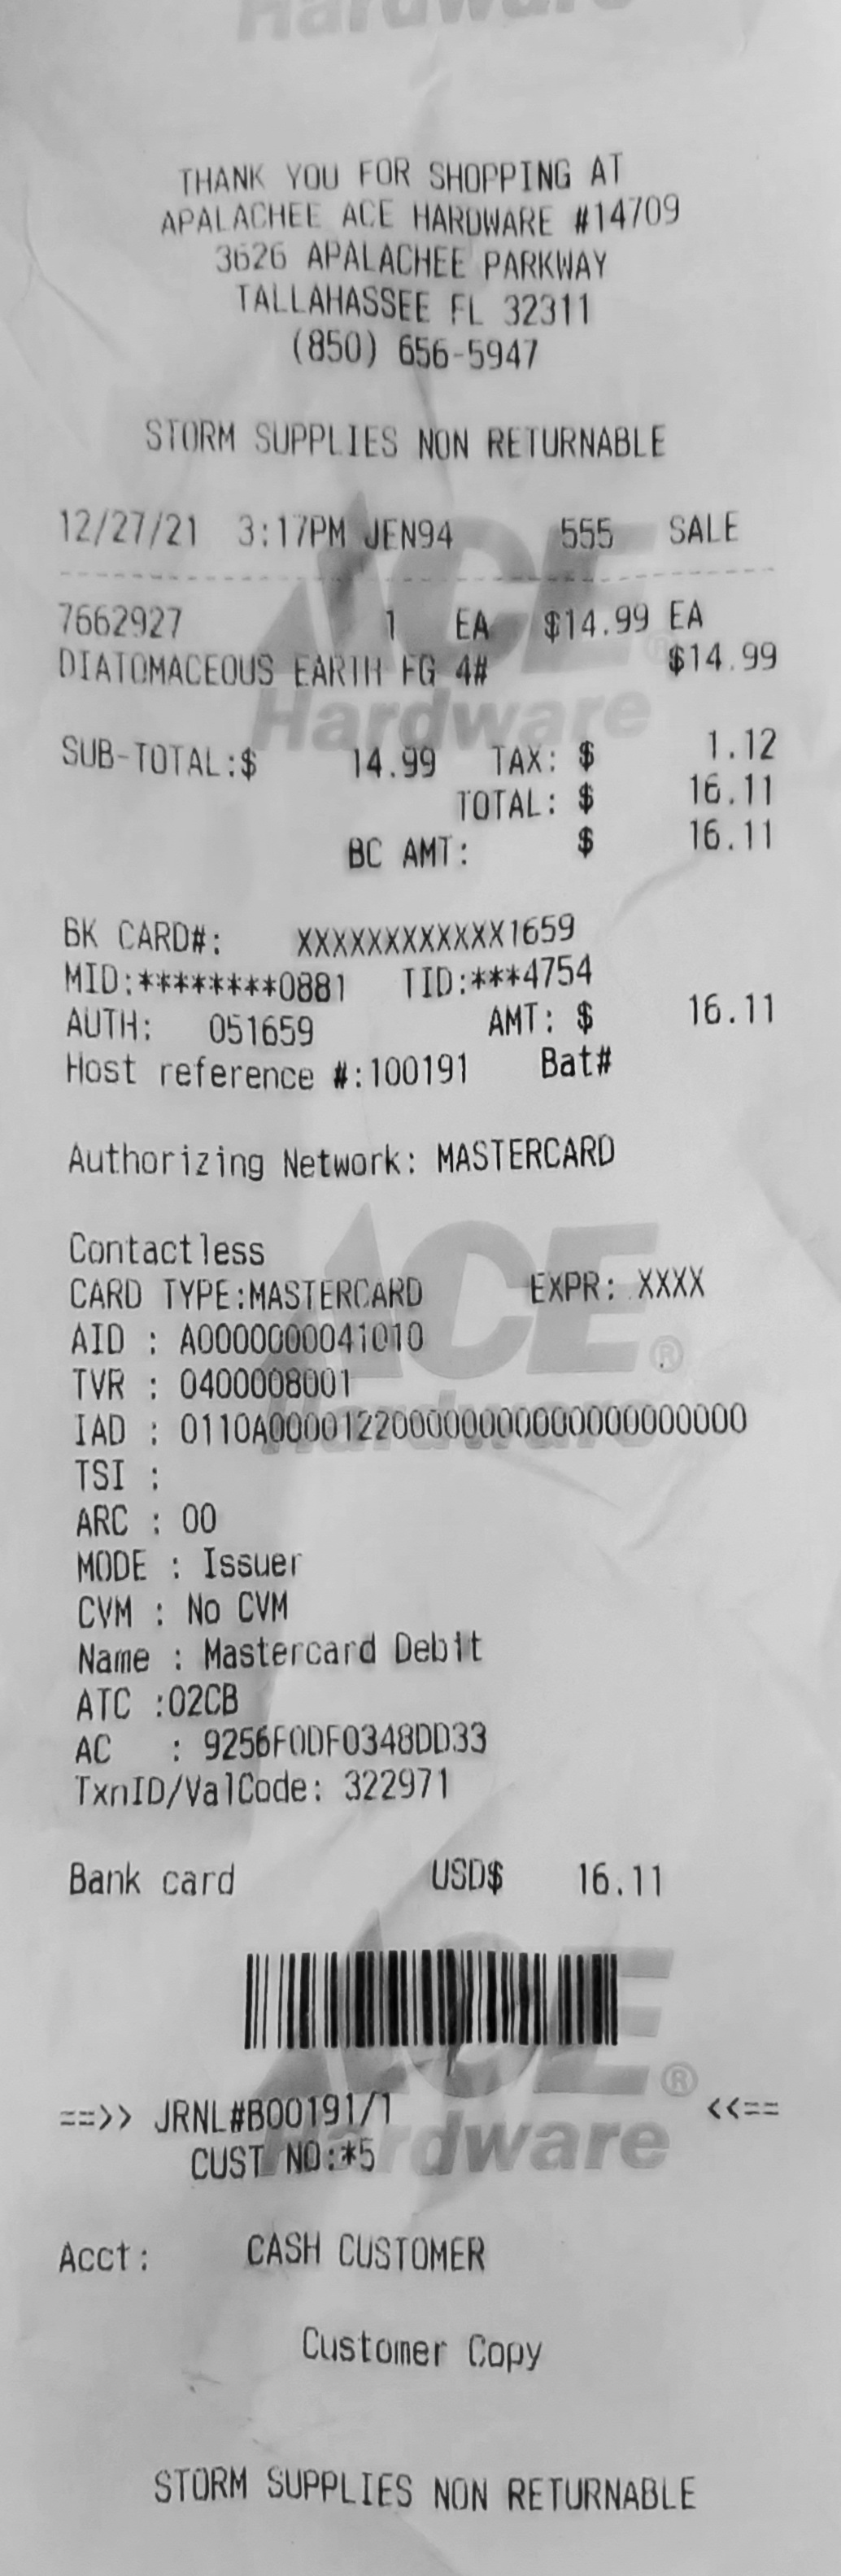 Hardware
THANK YOU FOR SHOPPING AT
APALACHEE ACE HARDWARE #14709
3626 APALACHEE PARKWAY
TALLAHASSEE FL 32311
(850) 656-5947
STORM SUPPLIES NON RETURNABLE
12/27/21 3:17PM JEN94 555 SALE
7662927 1 EA $14.99 EA
DIATOMACEOUS EARTH FG 4# $14.99
ACE ®
Hardware
SUB-TOTAL:$ 14.99 TAX: $ 1.12
TOTAL: $ 16.11
BC AMT: $ 16.11
BK CARD#: XXXXXXXXXXXX1659
MID:********0881 TID:***4754
AUTH: 051659 AMT: $ 16.11
Host reference #:100191 Bat#
Authorizing Network: MASTERCARD
Contactless
CARD TYPE:MASTERCARD EXPR: XXXX
AID : A0000000041010
ACE ®
TVR : 0400008001
IAD : 0110A00001220000000000000000000000
Hardware
TSI :
ARC : 00
MODE : Issuer
CVM : No CVM
Name : Mastercard Debit
ATC :02CB
AC : 9256F0DF0348DD33
TxnID/ValCode: 322971
Bank card USD$ 16.11
ACE ®
==>> JRNL#B00191/1 <<==
Hardware
CUST NO:*5
Acct: CASH CUSTOMER
Customer Copy
STORM SUPPLIES NON RETURNABLE